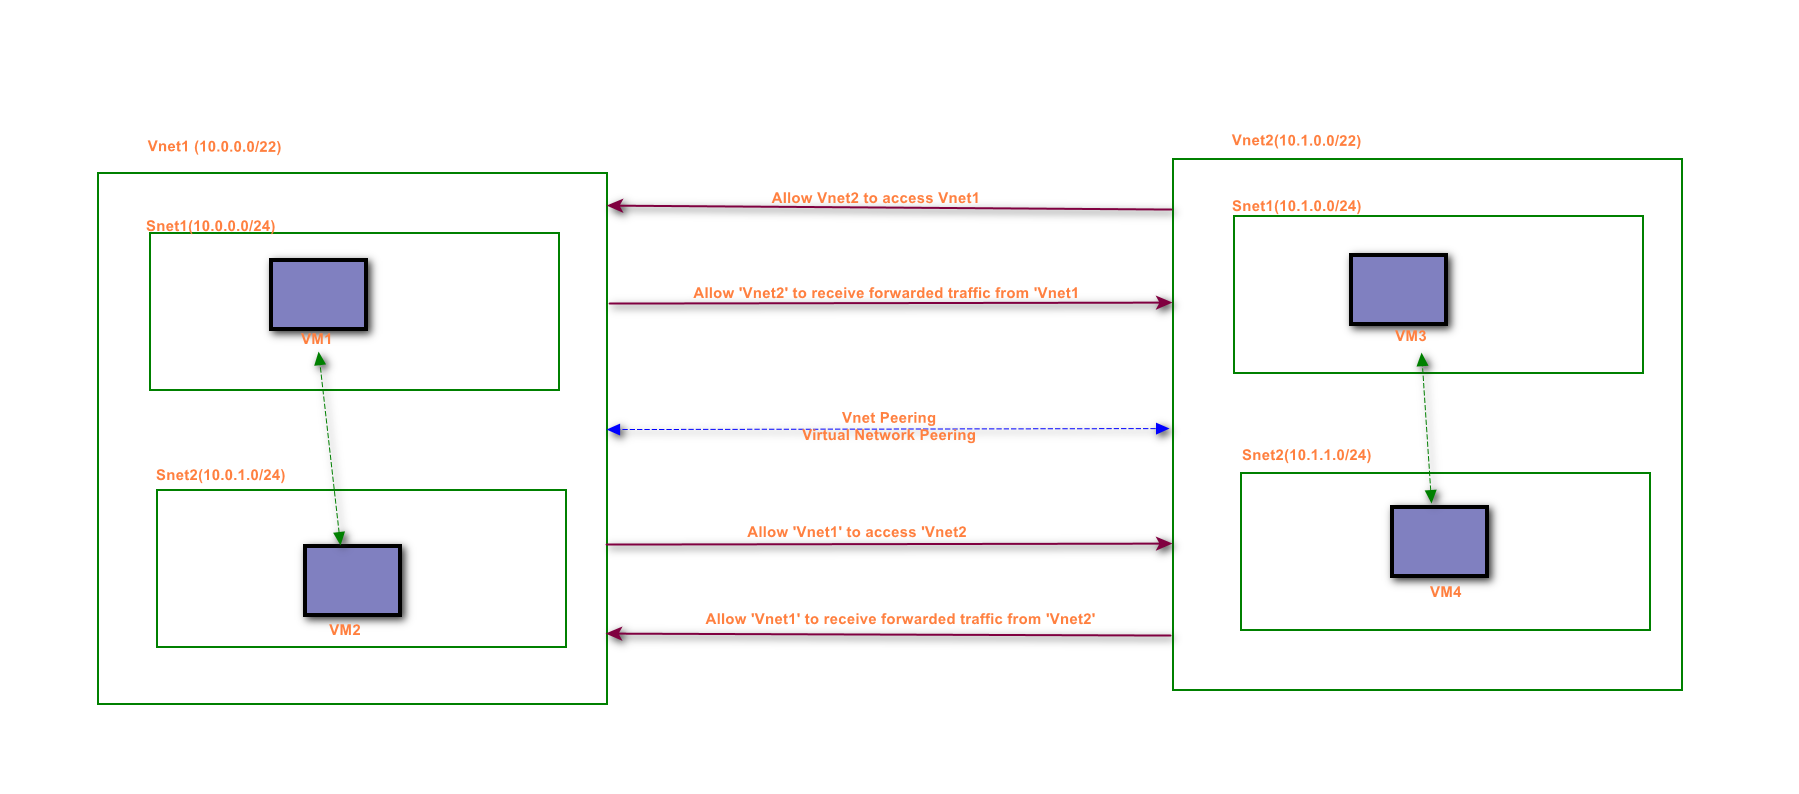 Vnet1 (10.0.0.0/22)
Vnet2(10.1.0.0/22)
Allow Vnet2 to access Vnet1
Snet1(10.0.0.0/24)
Snet1(10.1.0.0/24)
VM1
Allow 'Vnet2' to receive forwarded traffic from 'Vnet1
VM3
Vnet Peering
Virtual Network Peering
Snet2(10.0.1.0/24)
Snet2(10.1.1.0/24)
Allow 'Vnet1' to access 'Vnet2
VM2
Allow 'Vnet1' to receive forwarded traffic from 'Vnet2'
VM4